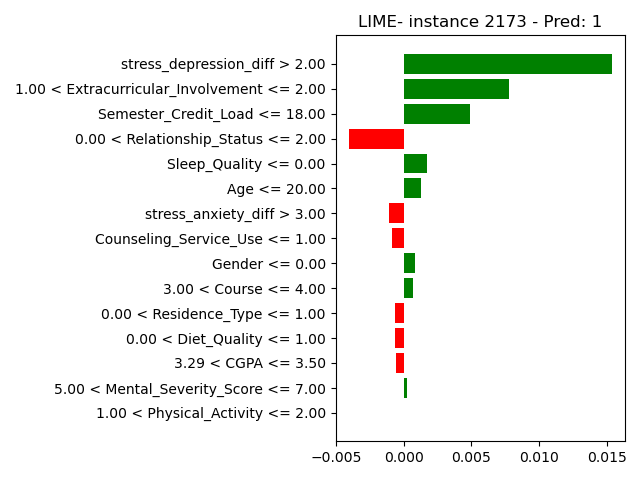 LIME- instance 2173 - Pred: 1
stress_depression_diff > 2.00
1.00 < Extracurricular_Involvement <= 2.00
Semester_Credit_Load <= 18.00
0.00 < Relationship_Status <= 2.00
Sleep_Quality <= 0.00
Age <= 20.00
stress_anxiety_diff > 3.00
Counseling_Service_Use <= 1.00
Gender <= 0.00
3.00 < Course <= 4.00
0.00 < Residence_Type <= 1.00
0.00 < Diet_Quality <= 1.00
3.29 < CGPA <= 3.50
5.00 < Mental_Severity_Score <= 7.00
1.00 < Physical_Activity <= 2.00
−0.005 0.000 0.005 0.010 0.015